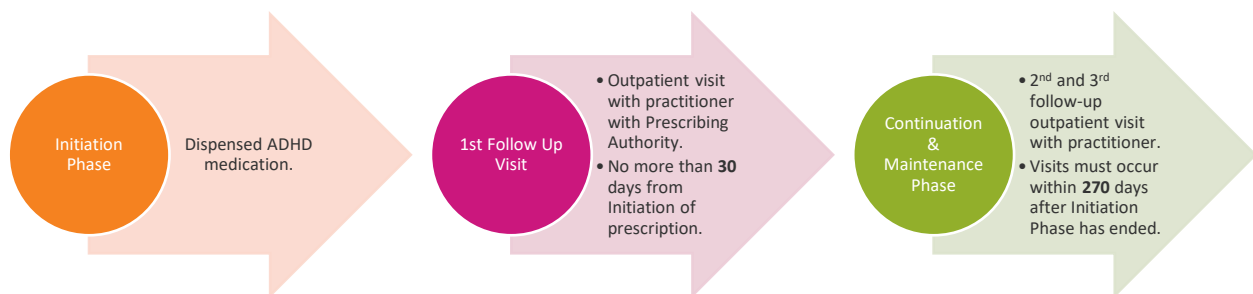 Initiation
Phase
Dispensed ADHD
medication.
1st Follow Up
Visit
• Outpatient visit
with practitioner
with Prescribing
Authority.
• No more than 30
days from
Initiation of
prescription.
Continuation
&
Maintenance
Phase
• 2nd and 3rd
follow-up
outpatient visit
with practitioner.
• Visits must occur
within 270 days
after Initiation
Phase has ended.